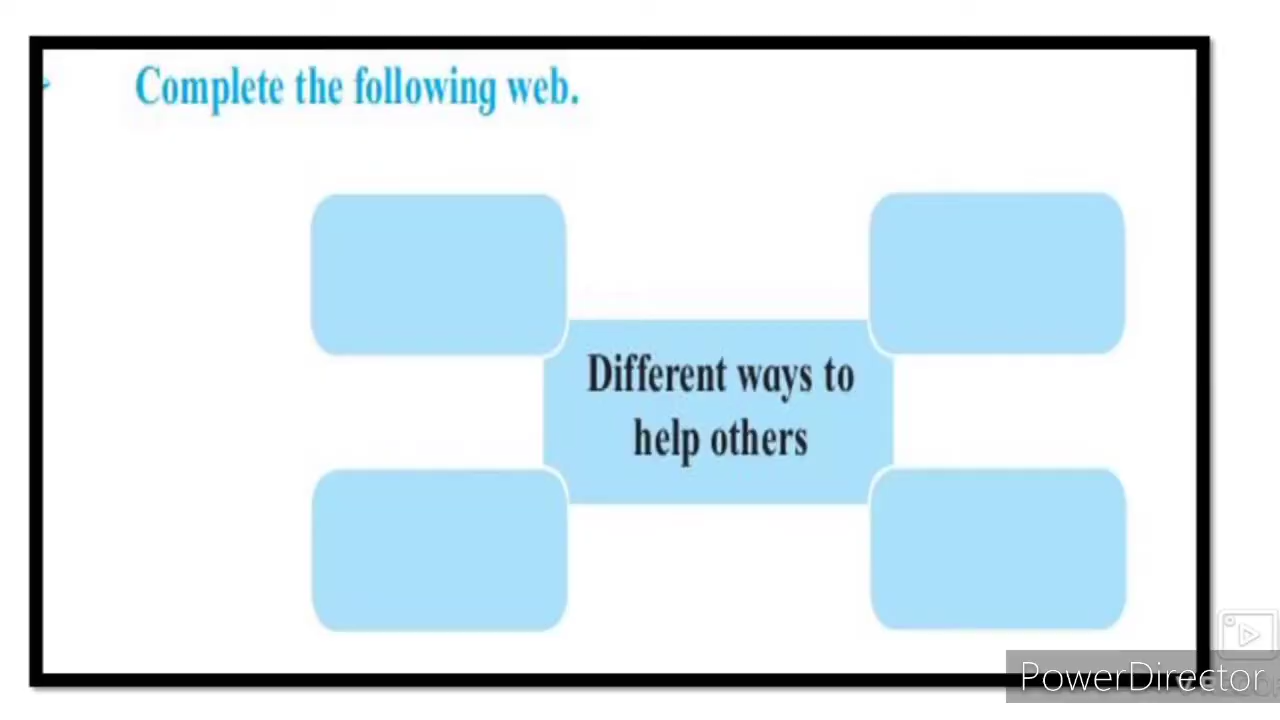 Complete the following web.
Different ways to
help others
PowerDirector